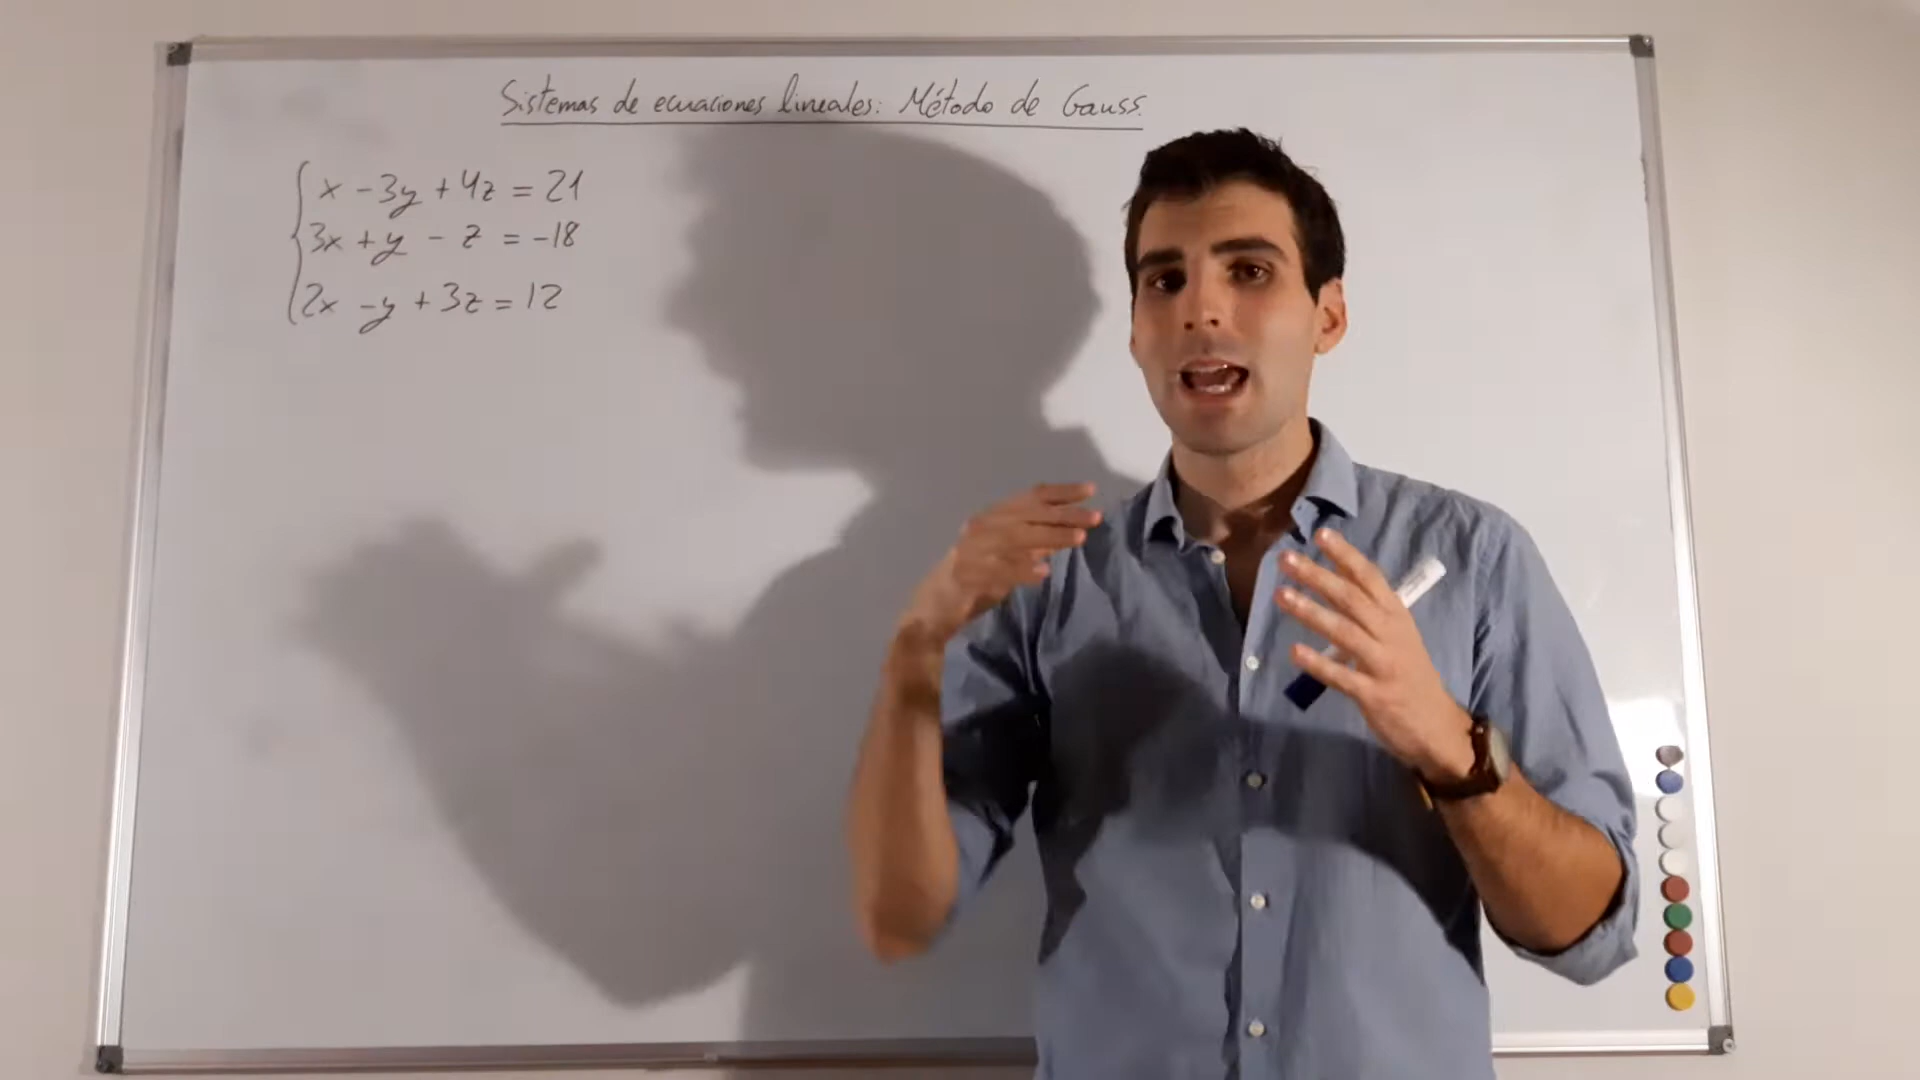 Sistemas de ecuaciones lineales: Método de Gauss.
x - 3y + 4z = 21
3x + y - z = -18
2x - y + 3z = 12